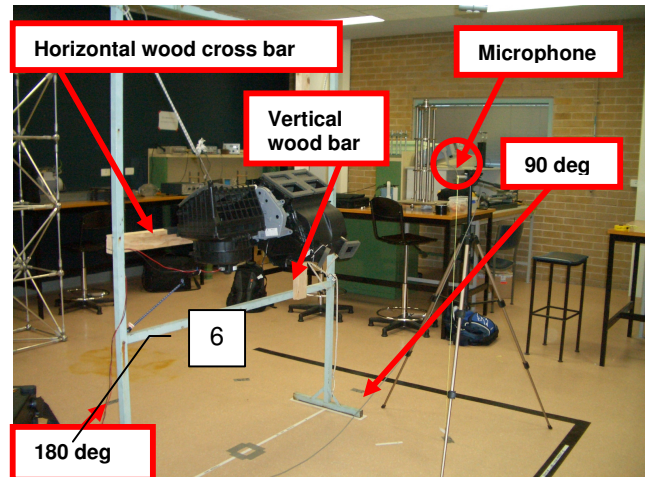 Horizontal wood cross bar
Microphone
Vertical
wood bar
90 deg
6
180 deg